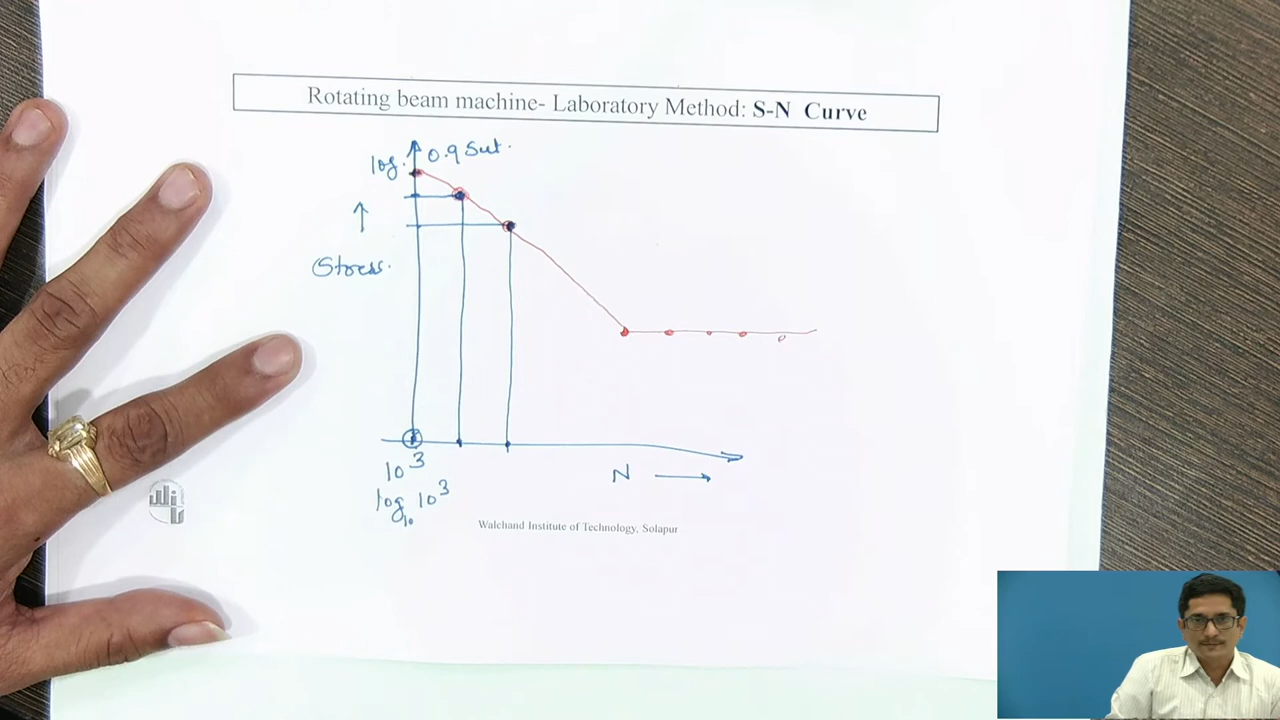 Rotating beam machine- Laboratory Method: S-N Curve
log. 0.9 Sut.
↑
Stress.
10³
N →
log₁₀ 10³
Walchand Institute of Technology, Solapur